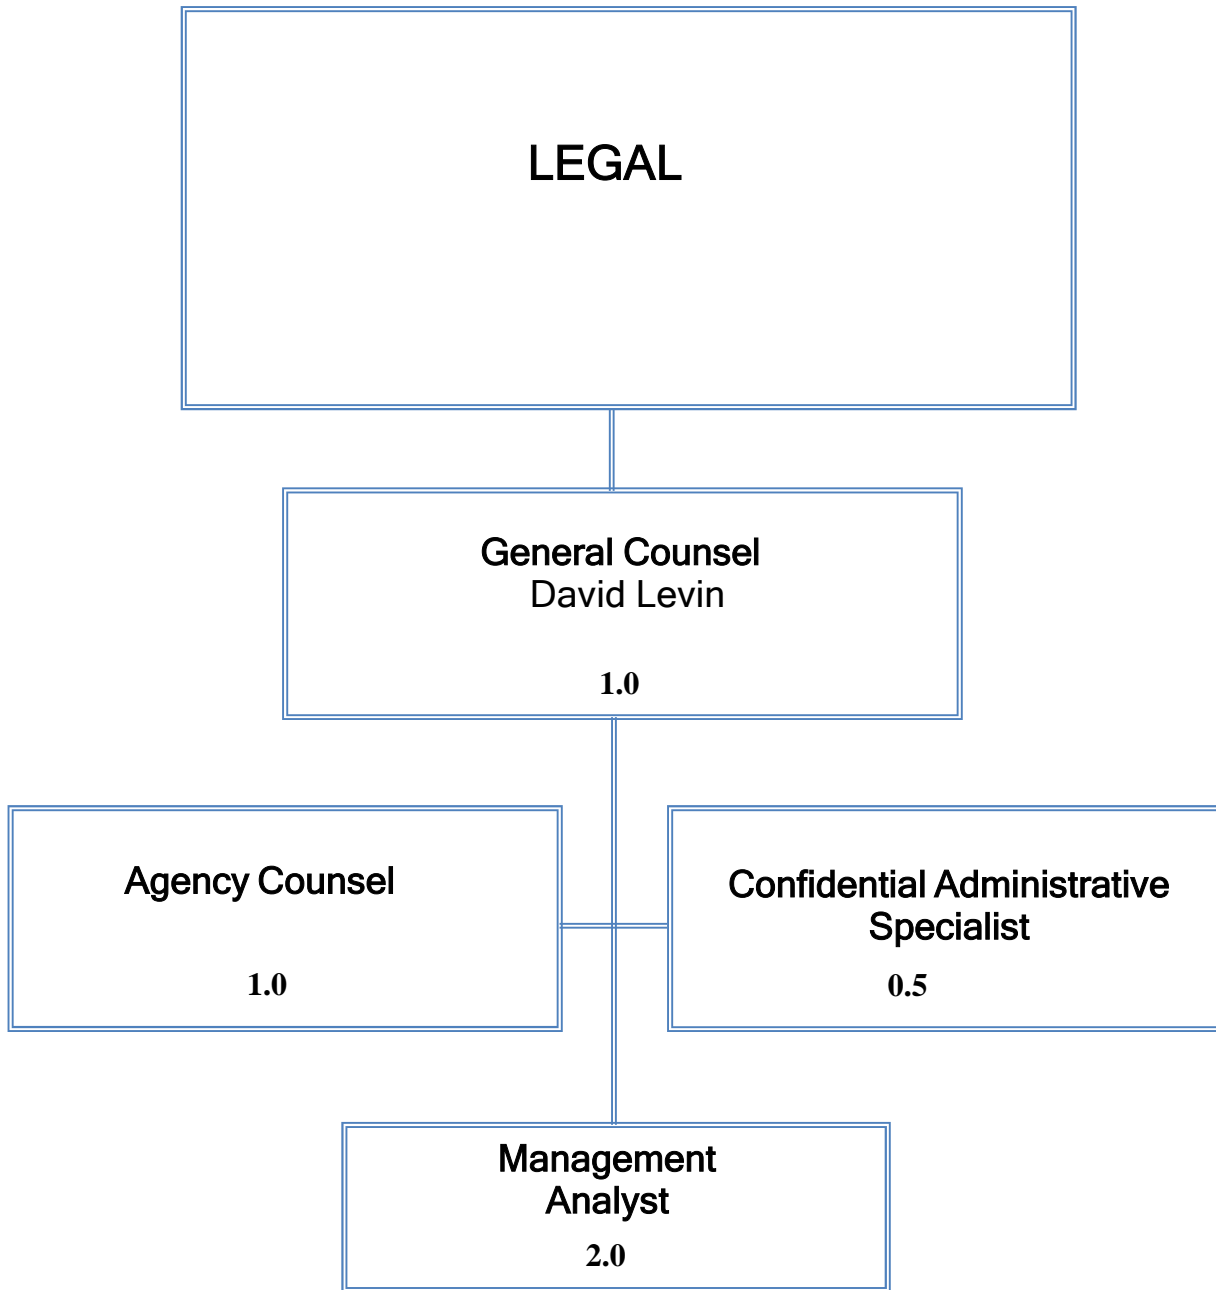 LEGAL
General Counsel
David Levin
1.0
Agency Counsel
1.0
Confidential Administrative
Specialist
0.5
Management
Analyst
2.0